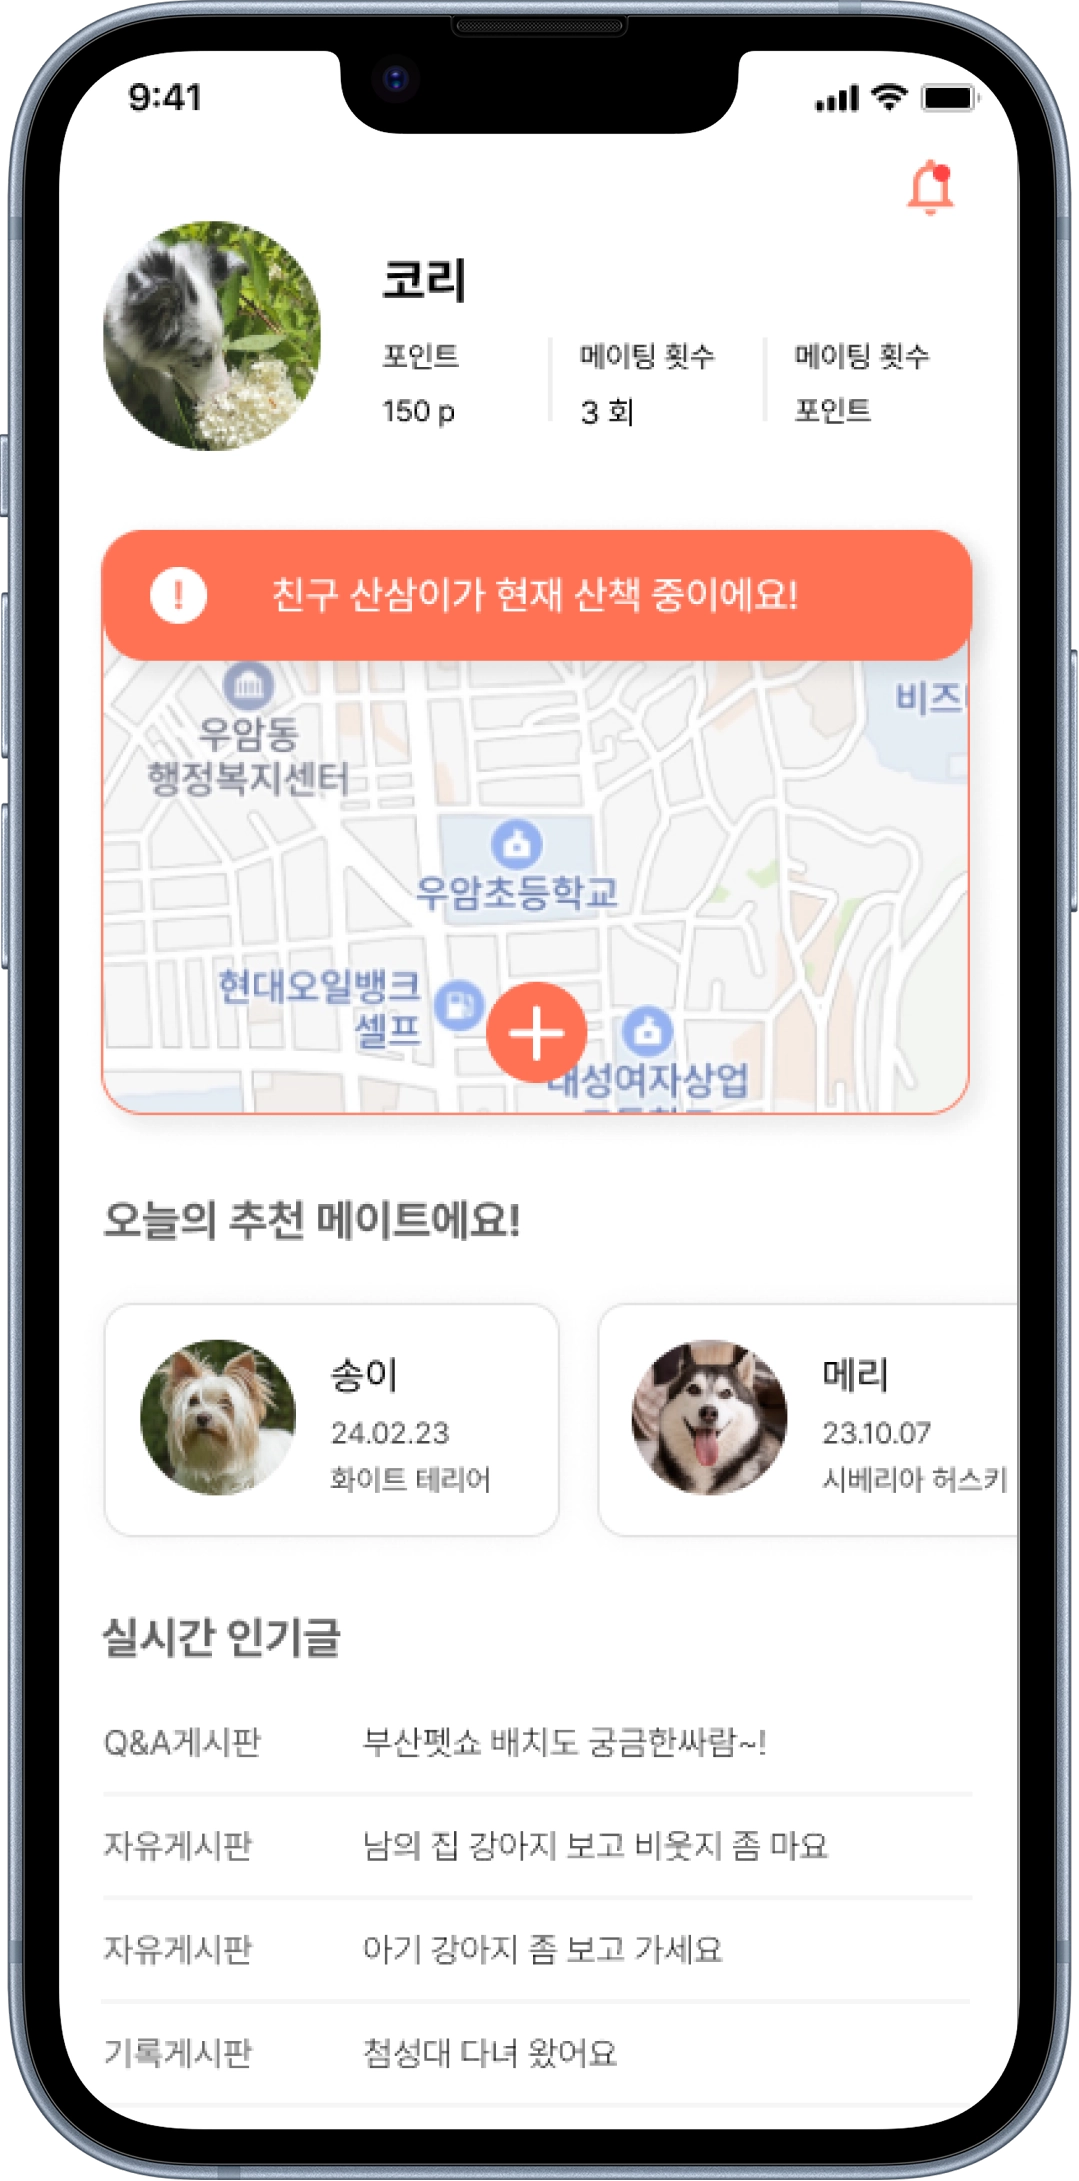 9:41
코리
포인트
메이팅 횟수
메이팅 횟수
150 p
3 회
포인트
친구 산삼이가 현재 산책 중이에요!
우암동
행정복지센터
우암초등학교
현대오일뱅크
셀프
대성여자상업
오늘의 추천 메이트에요!
송이
24.02.23
화이트 테리어
메리
23.10.07
시베리아 허스키
실시간 인기글
Q&A게시판
부산펫쇼 배치도 궁금한싸람~!
자유게시판
남의 집 강아지 보고 비웃지 좀 마요
자유게시판
아기 강아지 좀 보고 가세요
기록게시판
첨성대 다녀 왔어요